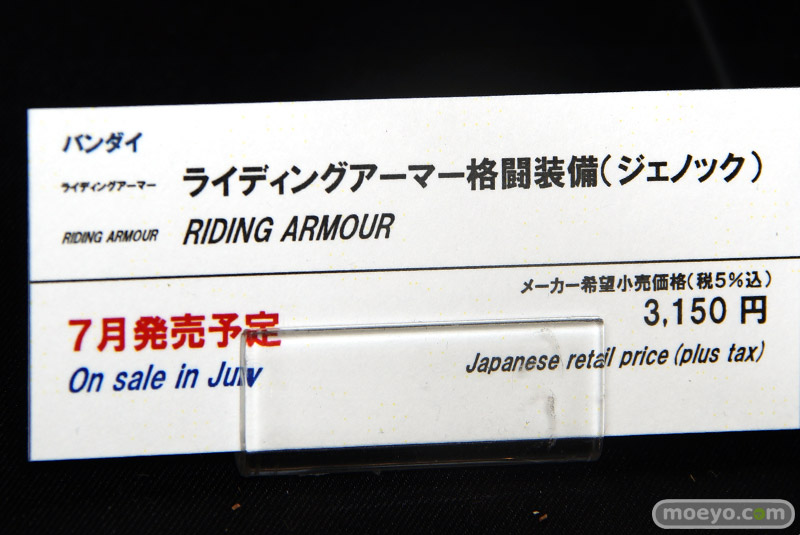 バンダイ
ライディングアーマー ライディングアーマー格闘装備(ジェノック)
RIDING ARMOUR RIDING ARMOUR
メーカー希望小売価格(税5%込)
7月発売予定 3,150 円
On sale in July Japanese retail price (plus tax)
moeyo.com